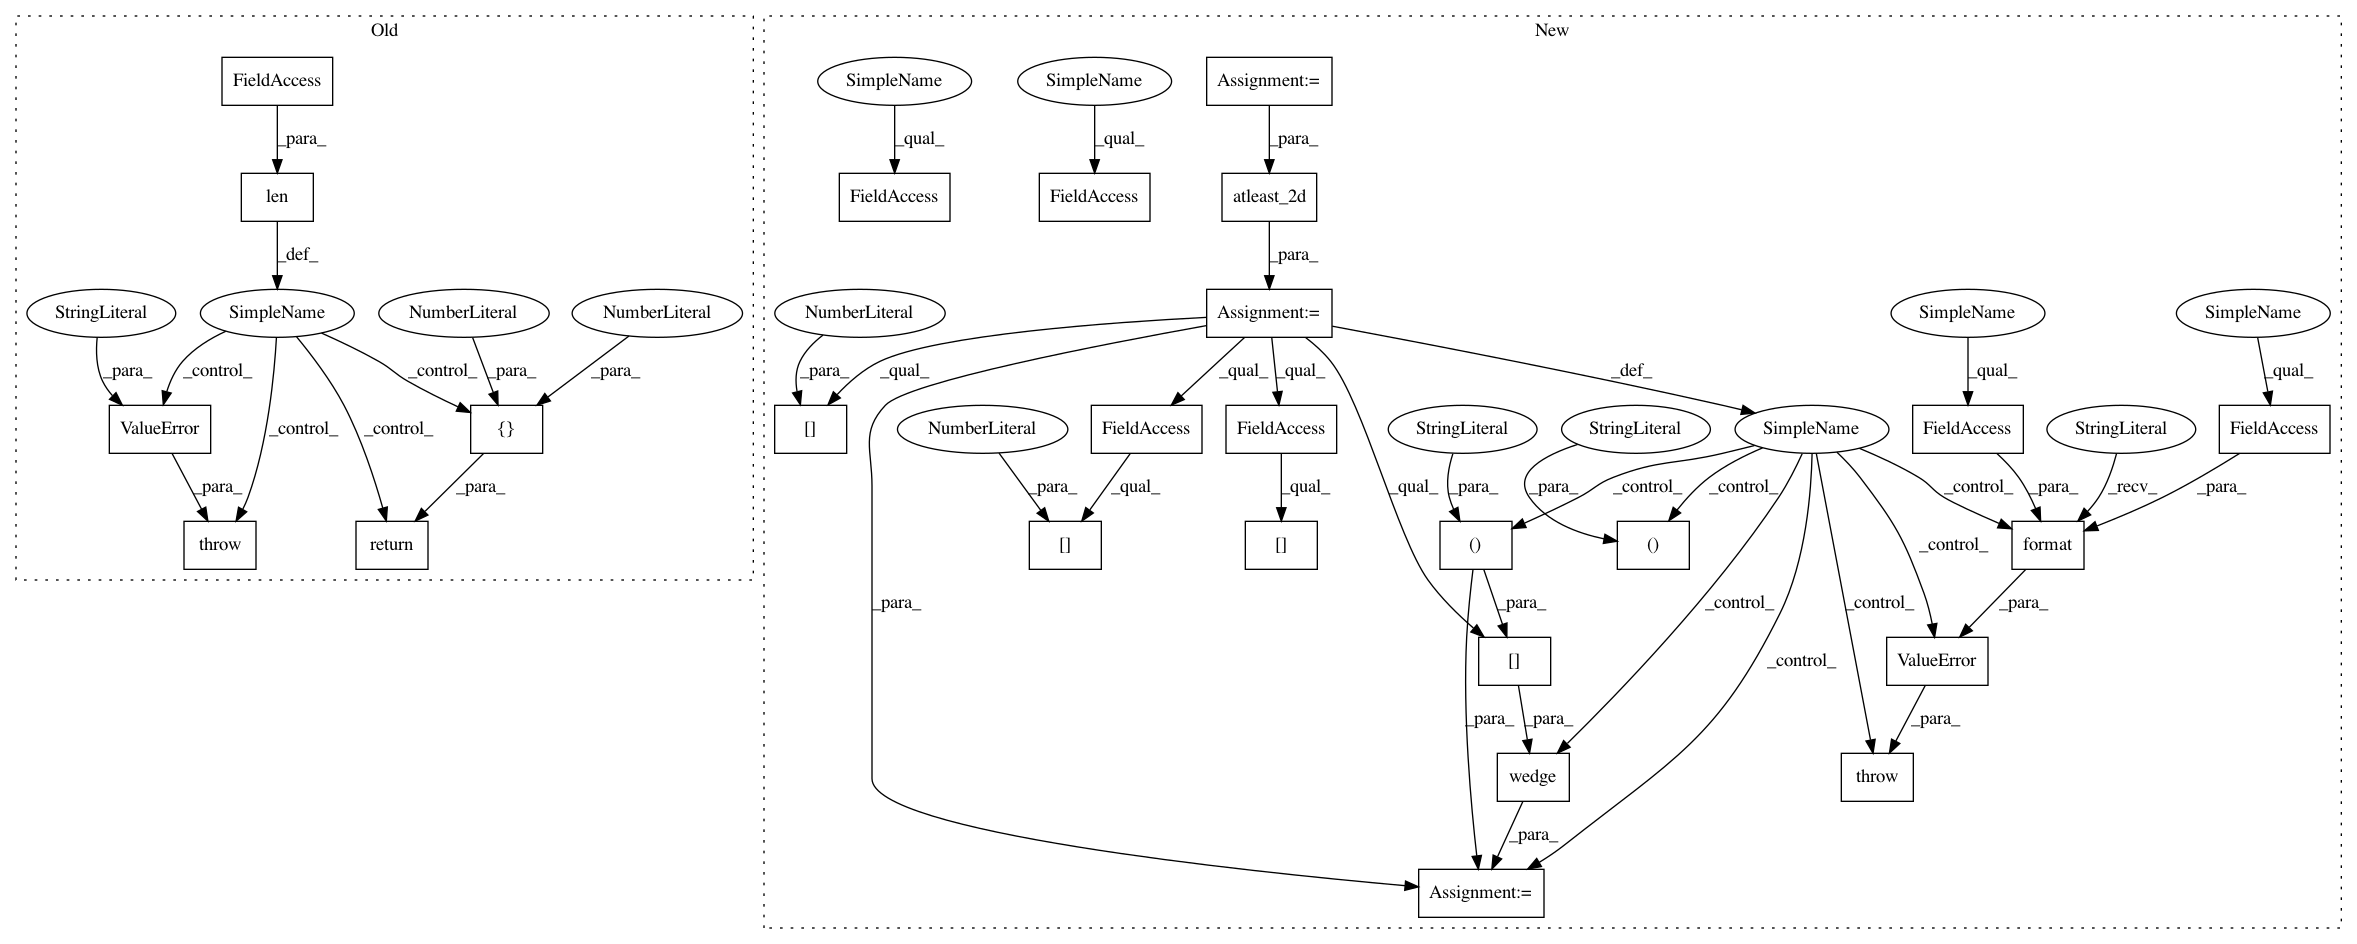 Old
New
FieldAccess
SimpleName
SimpleName
Assignment:=
_para_
_qual_
_qual_
_para_
len
FieldAccess
FieldAccess
atleast_2d
_def_
_para_
StringLiteral
SimpleName
NumberLiteral
NumberLiteral
NumberLiteral
Assignment:=
SimpleName
SimpleName
_para_
_control_
_control_
_para_
_para_
_para_
_qual_
_qual_
_qual_
_def_
_qual_
_qual_
ValueError
{}
[]
NumberLiteral
FieldAccess
FieldAccess
StringLiteral
StringLiteral
SimpleName
FieldAccess
StringLiteral
FieldAccess
_para_
_control_
_control_
_para_
_para_
_qual_
_qual_
_qual_
_para_
_para_
_control_
_control_
_control_
_para_
_recv_
_para_
throw
return
[]
[]
()
()
format
_control_
_para_
_para_
_control_
_control_
_para_
[]
ValueError
_control_
_para_
_para_
_para_
wedge
throw
_para_
Assignment:=